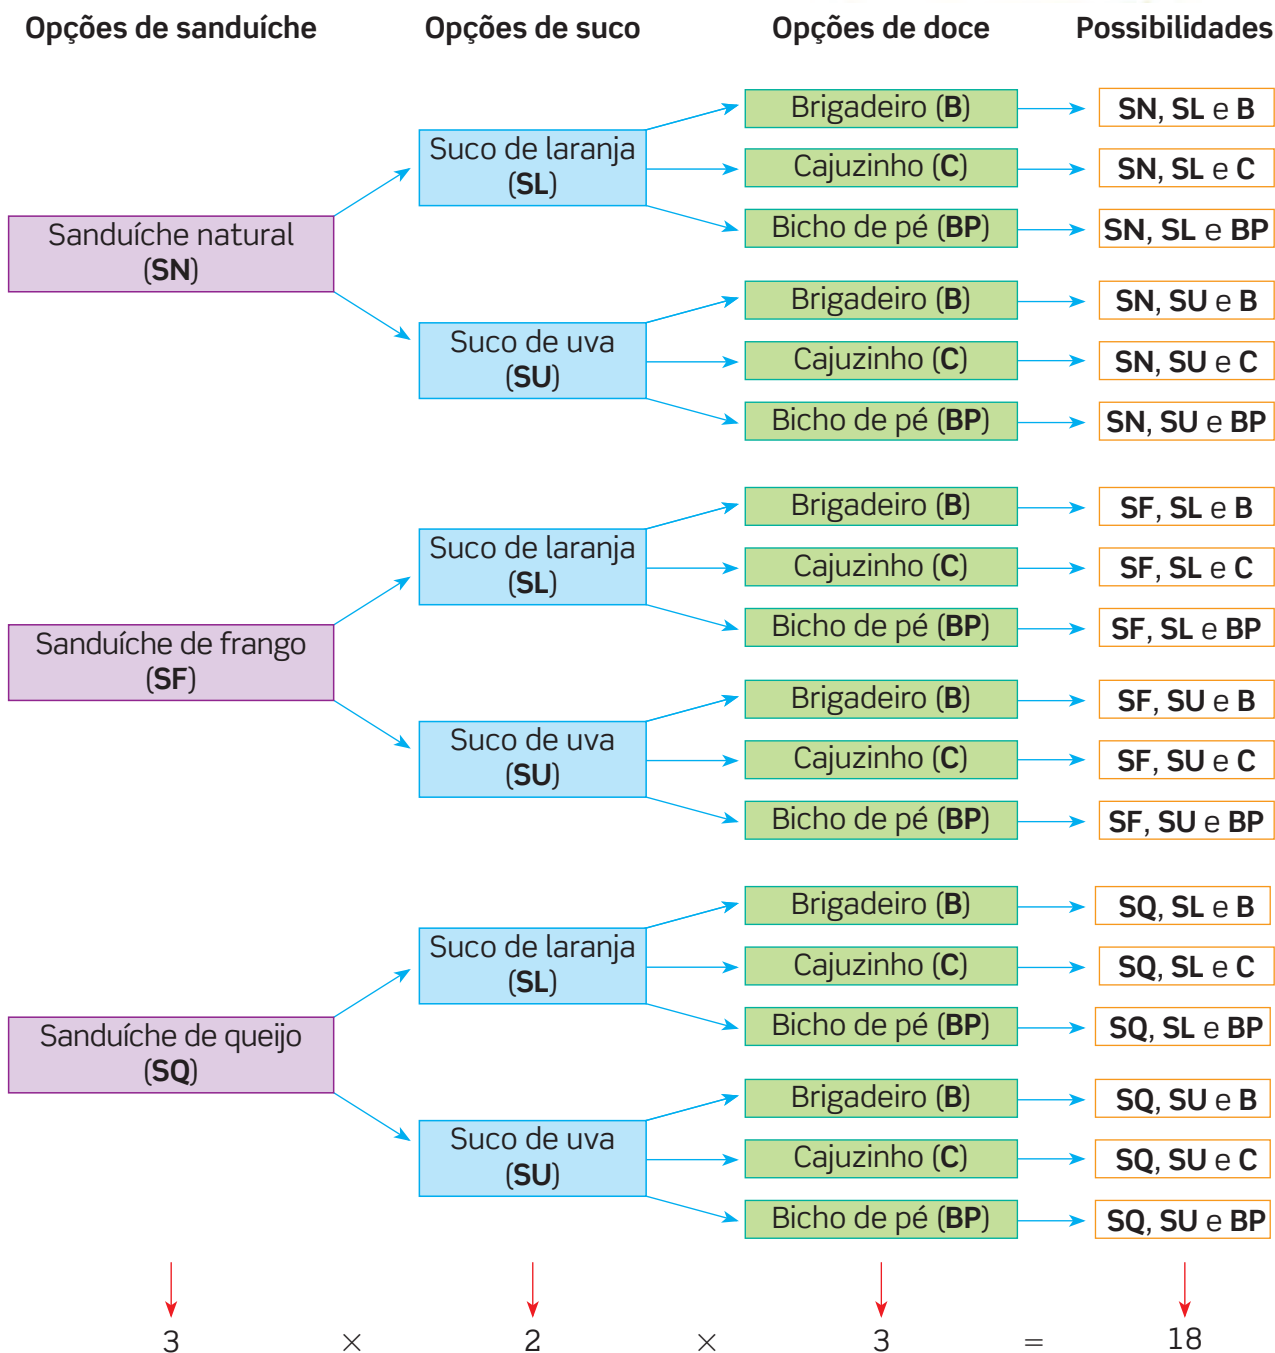 Opções de sanduíche
Opções de suco
Opções de doce
Possibilidades
Sanduíche natural
(SN)
Suco de laranja
(SL)
Brigadeiro (B)
SN, SL e B
Cajuzinho (C)
SN, SL e C
Bicho de pé (BP)
SN, SL e BP
Suco de uva
(SU)
Brigadeiro (B)
SN, SU e B
Cajuzinho (C)
SN, SU e C
Bicho de pé (BP)
SN, SU e BP
Sanduíche de frango
(SF)
Suco de laranja
(SL)
Brigadeiro (B)
SF, SL e B
Cajuzinho (C)
SF, SL e C
Bicho de pé (BP)
SF, SL e BP
Suco de uva
(SU)
Brigadeiro (B)
SF, SU e B
Cajuzinho (C)
SF, SU e C
Bicho de pé (BP)
SF, SU e BP
Sanduíche de queijo
(SQ)
Suco de laranja
(SL)
Brigadeiro (B)
SQ, SL e B
Cajuzinho (C)
SQ, SL e C
Bicho de pé (BP)
SQ, SL e BP
Suco de uva
(SU)
Brigadeiro (B)
SQ, SU e B
Cajuzinho (C)
SQ, SU e C
Bicho de pé (BP)
SQ, SU e BP
3 × 2 × 3 = 18